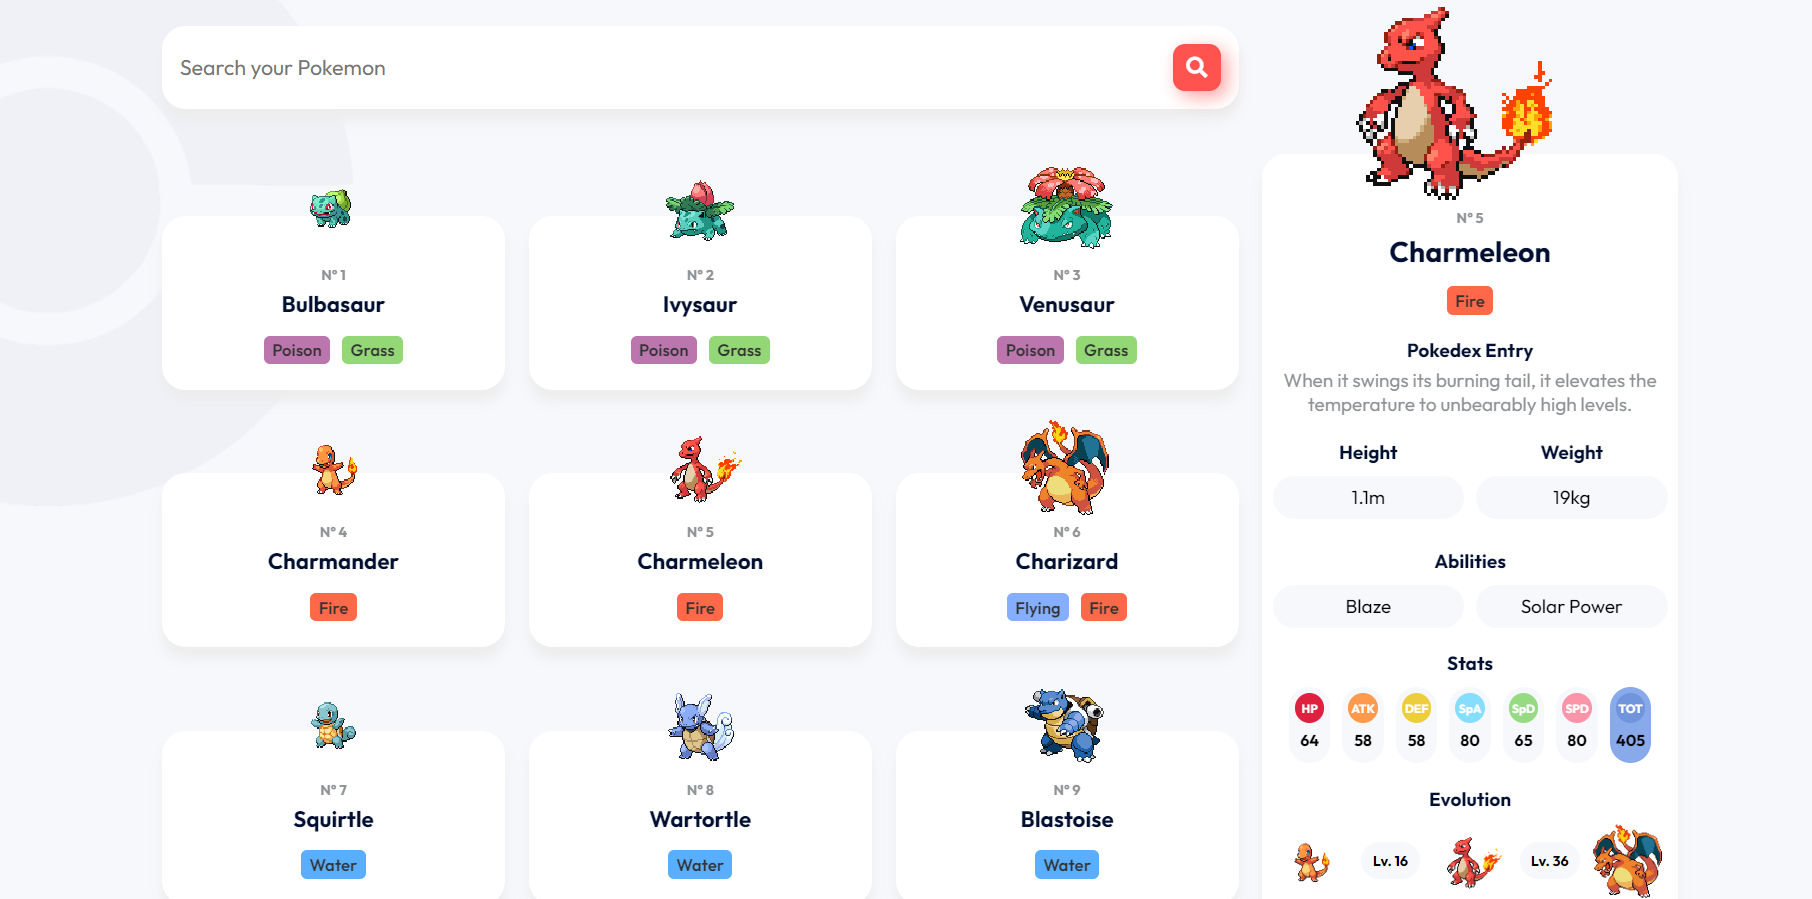 Search your Pokemon
N° 1
Bulbasaur
Poison Grass
N° 2
Ivysaur
Poison Grass
N° 3
Venusaur
Poison Grass
N° 4
Charmander
Fire
N° 5
Charmeleon
Fire
N° 6
Charizard
Flying Fire
N° 7
Squirtle
Water
N° 8
Wartortle
Water
N° 9
Blastoise
Water
N° 5
Charmeleon
Fire
Pokedex Entry
When it swings its burning tail, it elevates the
temperature to unbearably high levels.
Height Weight
1.1m 19kg
Abilities
Blaze Solar Power
Stats
HP ATK DEF SpA SpD SPD TOT
64 58 58 80 65 80 405
Evolution
Lv. 16 Lv. 36